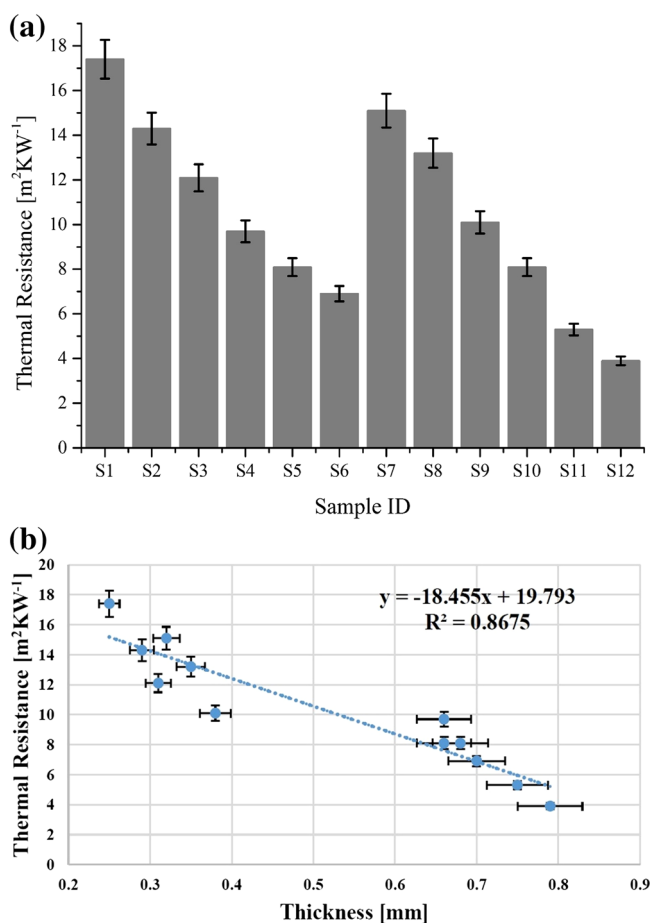 (a)
Thermal Resistance [m²KW⁻¹]
18
16
14
12
10
8
6
4
2
0
S1 S2 S3 S4 S5 S6 S7 S8 S9 S10 S11 S12
Sample ID
(b)
Thermal Resistance [m²KW⁻¹]
20
18
16
14
12
10
8
6
4
2
0
y = -18.455x + 19.793
R² = 0.8675
0.2 0.3 0.4 0.5 0.6 0.7 0.8 0.9
Thickness [mm]